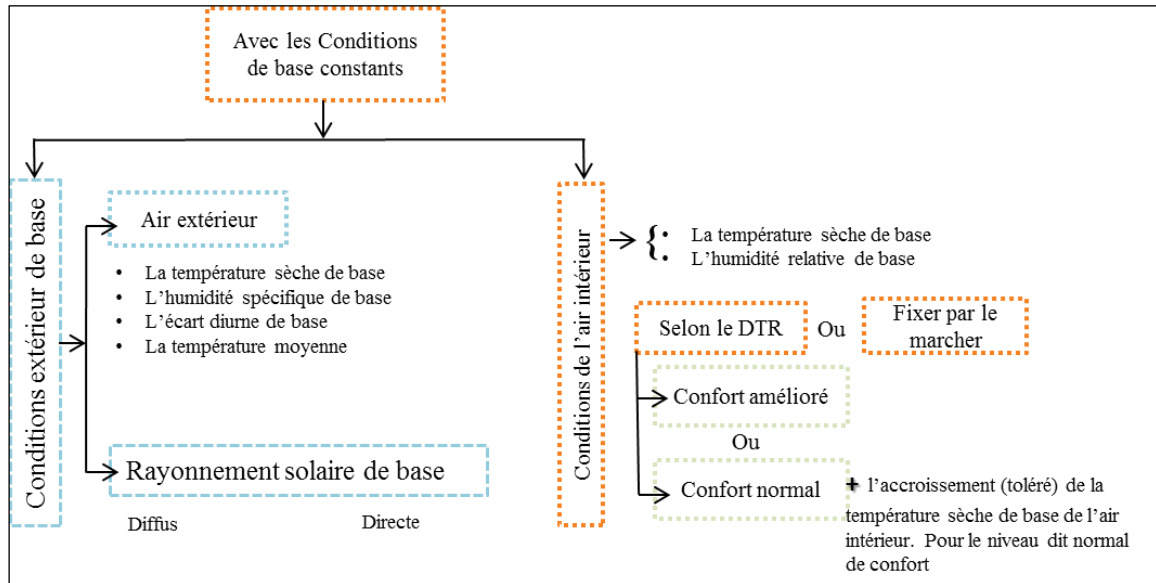 Avec les Conditions
de base constants
Conditions extérieur de base
Air extérieur
• La température sèche de base
• L'humidité spécifique de base
• L'écart diurne de base
• La température moyenne
Rayonnement solaire de base
Diffus
Directe
Conditions de l'air intérieur
{• La température sèche de base
• L'humidité relative de base
Selon le DTR
Ou
Fixer par le
marcher
Confort amélioré
Ou
Confort normal
+ l'accroissement (toléré) de la
température sèche de base de l'air
intérieur. Pour le niveau dit normal
de confort